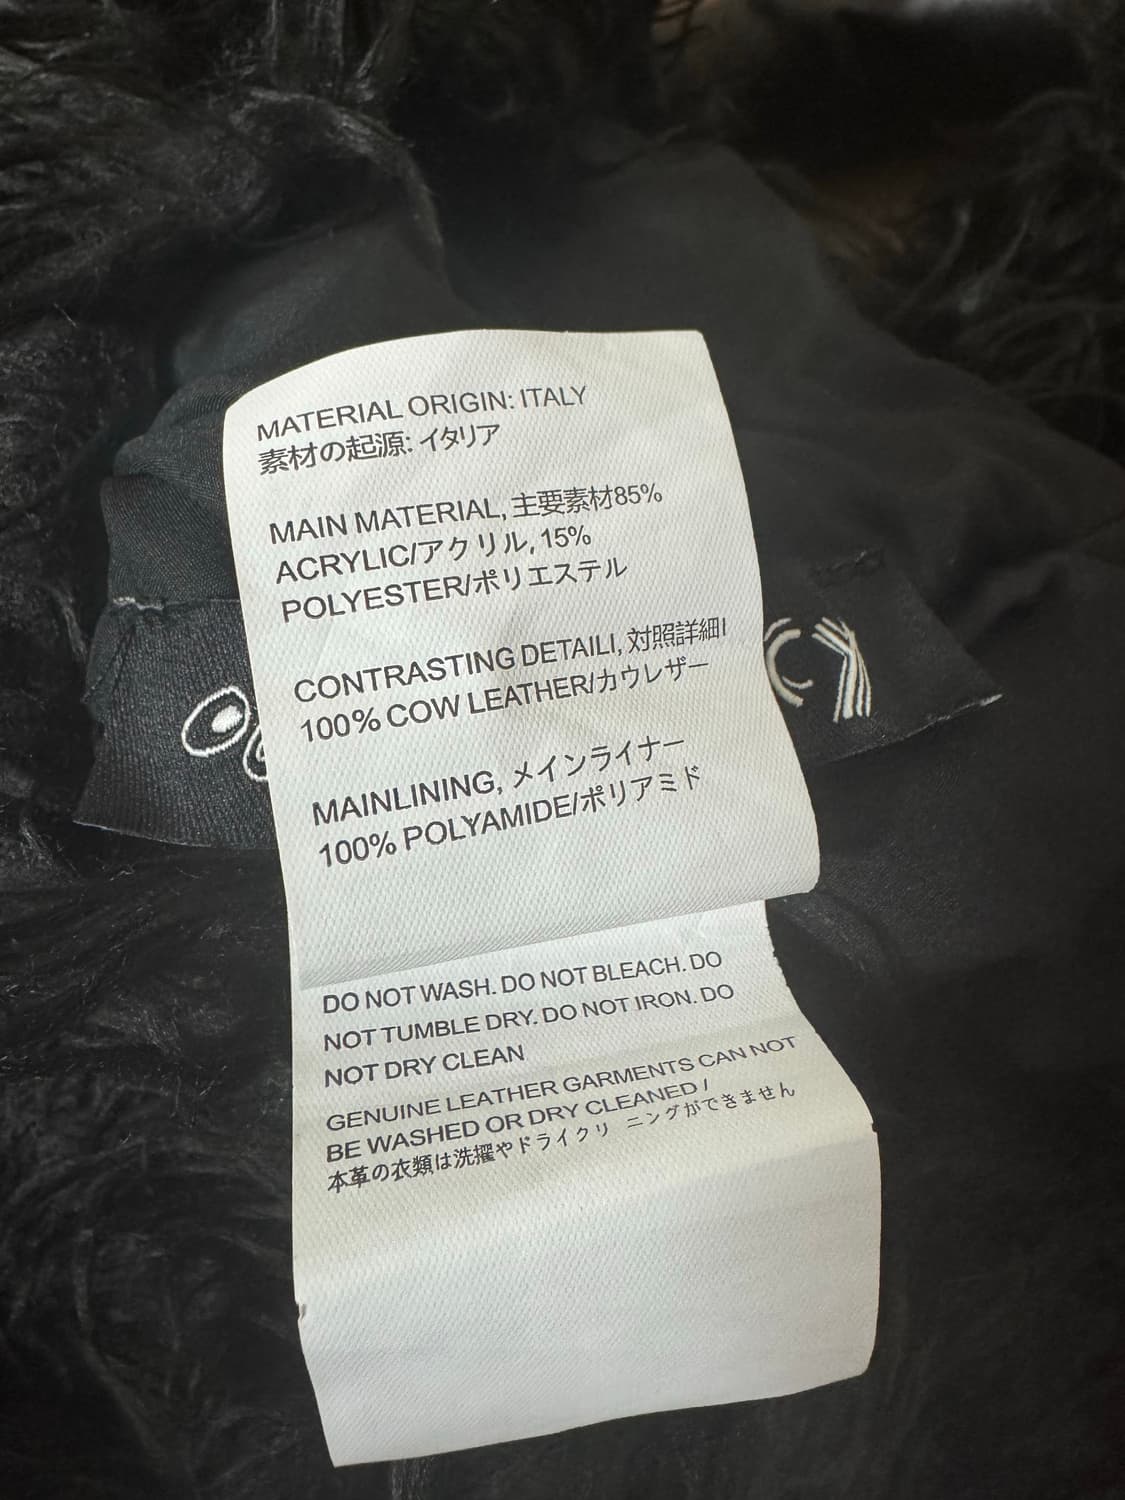 MATERIAL ORIGIN: ITALY
素材の起源: イタリア
MAIN MATERIAL, 主要素材85%
ACRYLIC/アクリル, 15%
POLYESTER/ポリエステル
CONTRASTING DETAILI, 対照詳細I
100% COW LEATHER/カウレザー
MAINLINING, メインライナー
100% POLYAMIDE/ポリアミド
DO NOT WASH. DO NOT BLEACH. DO
NOT TUMBLE DRY. DO NOT IRON. DO
NOT DRY CLEAN
GENUINE LEATHER GARMENTS CAN NOT
BE WASHED OR DRY CLEANED /
本革の衣類は洗擢やドライクリ ニングができません